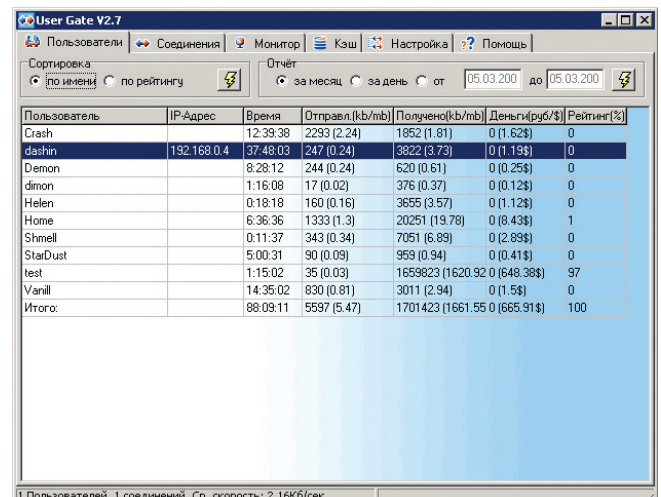 User Gate V2.7
Пользователи Соединения Монитор Кэш Настройка Помощь
Сортировка Отчёт
по имени по рейтингу за месяц за день от 05.03.200 до 05.03.200
Пользователь IP-Адрес Время Отправл.(kb/mb) Получено(kb/mb) Деньги(руб/$) Рейтинг(%)
Crash 12:39:38 2293 (2.24) 1852 (1.81) 0 (1.62$) 0
dashin 192.168.0.4 37:48:03 247 (0.24) 3822 (3.73) 0 (1.19$) 0
Demon 8:28:12 244 (0.24) 620 (0.61) 0 (0.25$) 0
dimon 1:16:08 17 (0.02) 376 (0.37) 0 (0.12$) 0
Helen 0:18:18 160 (0.16) 3655 (3.57) 0 (1.12$) 0
Home 6:36:36 1333 (1.3) 20251 (19.78) 0 (8.43$) 1
Shmell 0:11:37 343 (0.34) 7051 (6.89) 0 (2.89$) 0
StarDust 5:00:31 90 (0.09) 959 (0.94) 0 (0.41$) 0
test 1:15:02 35 (0.03) 1659823 (1620.92 0 (648.38$) 97
Vanill 14:35:02 830 (0.81) 3011 (2.94) 0 (1.5$) 0
Итого: 88:09:11 5597 (5.47) 1701423 (1661.55 0 (665.91$) 100
1 Пользователей, 1 соединений, Ср. скорость: 2,16Кб/сек